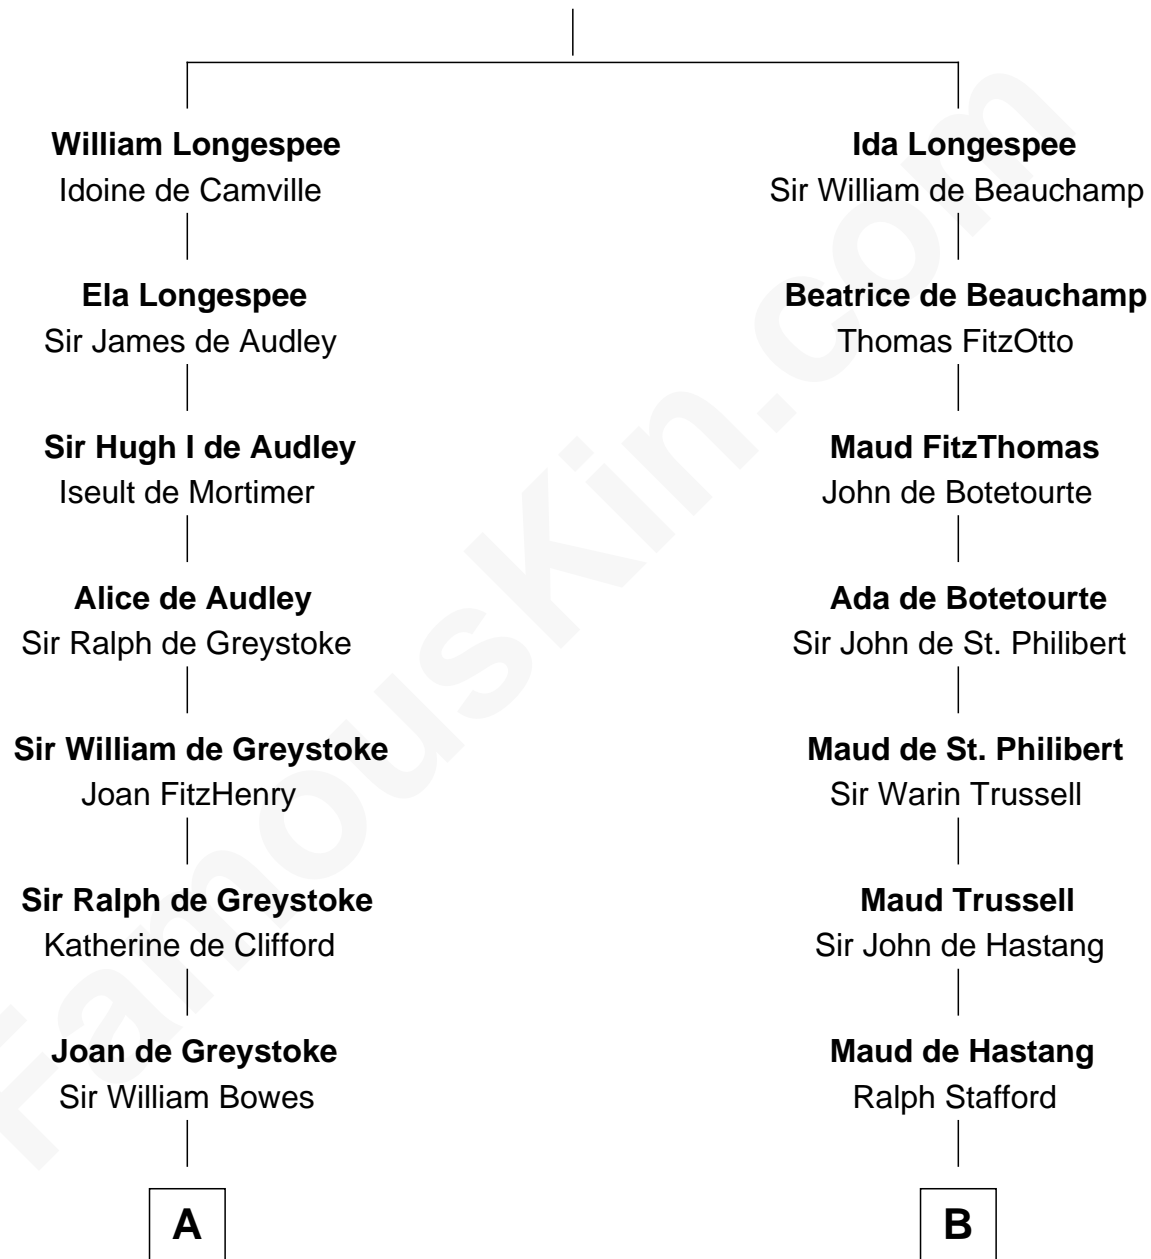 William Longespee
Idoine de Camville
Ela Longespee
Sir James de Audley
Sir Hugh I de Audley
Iseult de Mortimer
Alice de Audley
Sir Ralph de Greystoke
Sir William de Greystoke
Joan FitzHenry
Sir Ralph de Greystoke
Katherine de Clifford
Joan de Greystoke
Sir William Bowes
A
Ida Longespee
Sir William de Beauchamp
Beatrice de Beauchamp
Thomas FitzOtto
Maud FitzThomas
John de Botetourte
Ada de Botetourte
Sir John de St. Philibert
Maud de St. Philibert
Sir Warin Trussell
Maud Trussell
Sir John de Hastang
Maud de Hastang
Ralph Stafford
B
FamousKin.com